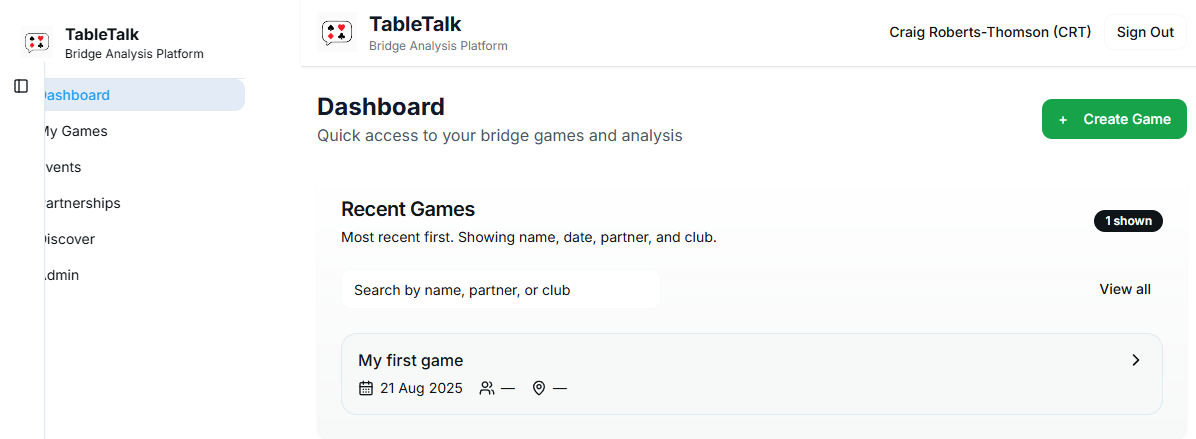 TableTalk
Bridge Analysis Platform
ashboard
My Games
vents
artnerships
iscover
dmin
TableTalk
Bridge Analysis Platform
Craig Roberts-Thomson (CRT)
Sign Out
Dashboard
Quick access to your bridge games and analysis
+ Create Game
Recent Games
1 shown
Most recent first. Showing name, date, partner, and club.
Search by name, partner, or club
View all
My first game
21 Aug 2025 — —